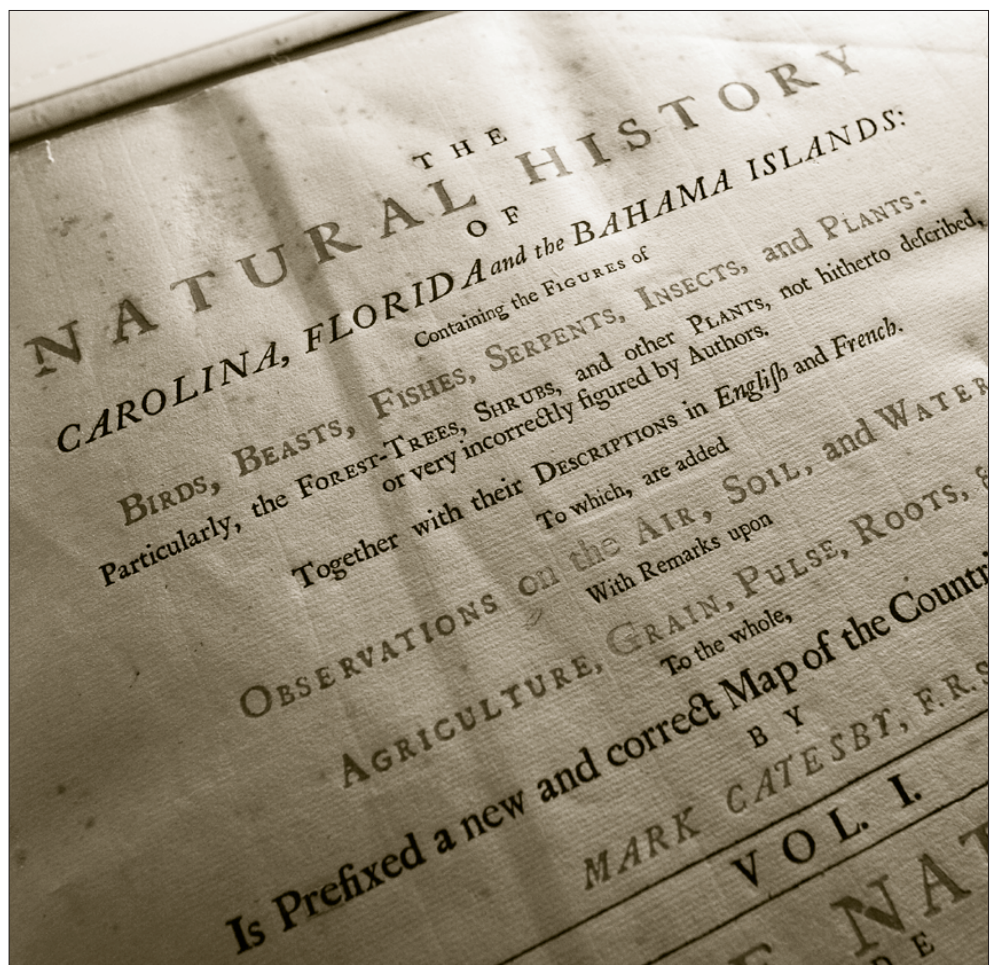 THE
NATURAL HISTORY
OF
CAROLINA, FLORIDA and the BAHAMA ISLANDS:
Containing the FIGURES of
BIRDS, BEASTS, FISHES, SERPENTS, INSECTS, and PLANTS:
Particularly, the FOREST-TREES, SHRUBS, and other PLANTS, not hitherto deſcribed,
or very incorrectly figured by Authors.
Together with their DESCRIPTIONS in Engliſh and French.
To which, are added
OBSERVATIONS on the AIR, SOIL, and WATER
With Remarks upon
AGRICULTURE, GRAIN, PULSE, ROOTS, &
To the whole,
Is Prefixed a new and correct Map of the Countri
BY
MARK CATESBY, F.R.S
VOL. I.
E NAT
DE